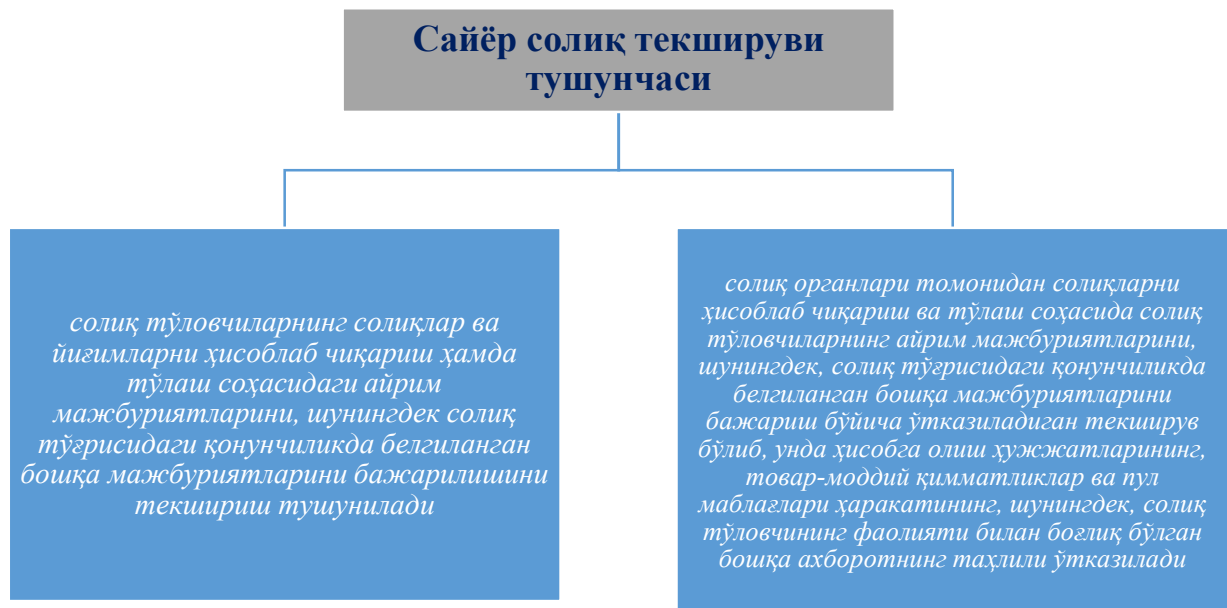 Сайёр солиқ текшируви
тушунчаси
солиқ тўловчиларнинг солиқлар ва
йиғимларни ҳисоблаб чиқариш ҳамда
тўлаш соҳасидаги айрим
мажбуриятларини, шунингдек солиқ
тўғрисидаги қонунчиликда белгиланган
бошқа мажбуриятларини бажарилишини
текшириш тушунилади
солиқ органлари томонидан солиқларни
ҳисоблаб чиқариш ва тўлаш соҳасида солиқ
тўловчиларнинг айрим мажбуриятларини,
шунингдек, солиқ тўғрисидаги қонунчиликда
белгиланган бошқа мажбуриятларини
бажариш бўйича ўтказиладиган текширув
бўлиб, унда ҳисобга олиш ҳужжатларининг,
товар-моддий қимматликлар ва пул
маблағлари ҳаракатининг, шунингдек, солиқ
тўловчининг фаолияти билан боғлиқ бўлган
бошқа ахборотнинг таҳлили ўтказилади